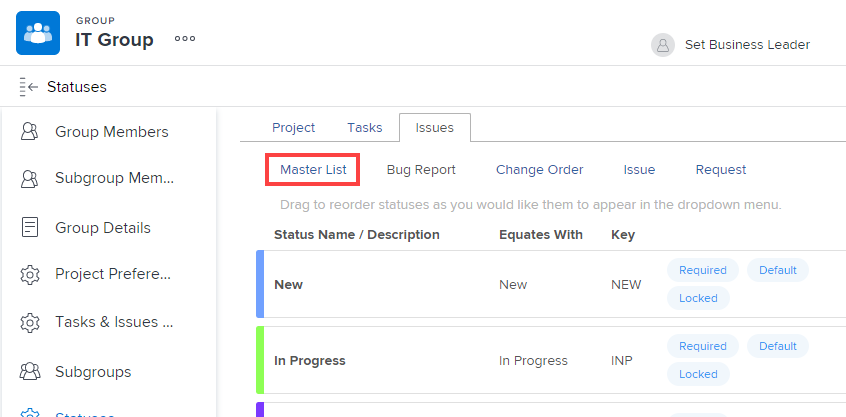 GROUP
IT Group
Set Business Leader
Statuses
Group Members
Subgroup Mem...
Group Details
Project Prefere...
Tasks & Issues ...
Subgroups
Project Tasks Issues
Master List Bug Report Change Order Issue Request
Drag to reorder statuses as you would like them to appear in the dropdown menu.
Status Name / Description Equates With Key
New New NEW Required Default
Locked
In Progress In Progress INP Required Default
Locked